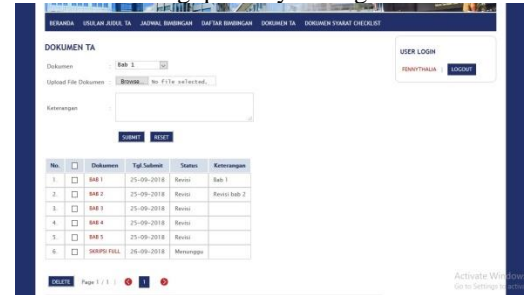 BERANDA USULAN JUDUL TA JADWAL BIMBINGAN DAFTAR BIMBINGAN DOKUMEN TA DOKUMEN SYARAT CHECKLIST
DOKUMEN TA
Dokumen : Bab 1
Upload File Dokumen : Browse... No file selected.
Keterangan :
SUBMIT RESET
No. Dokumen Tgl.Submit Status Keterangan
1. BAB 1 25-09-2018 Revisi Bab 1
2. BAB 2 25-09-2018 Revisi Revisi bab 2
3. BAB 3 25-09-2018 Revisi
4. BAB 4 25-09-2018 Revisi
5. BAB 5 25-09-2018 Revisi
6. SKRIPSI FULL 26-09-2018 Menunggu
DELETE Page 1 / 1 | 1
USER LOGIN
FENNYTHALIA | LOGOUT
Activate Window
Go to Settings to activ